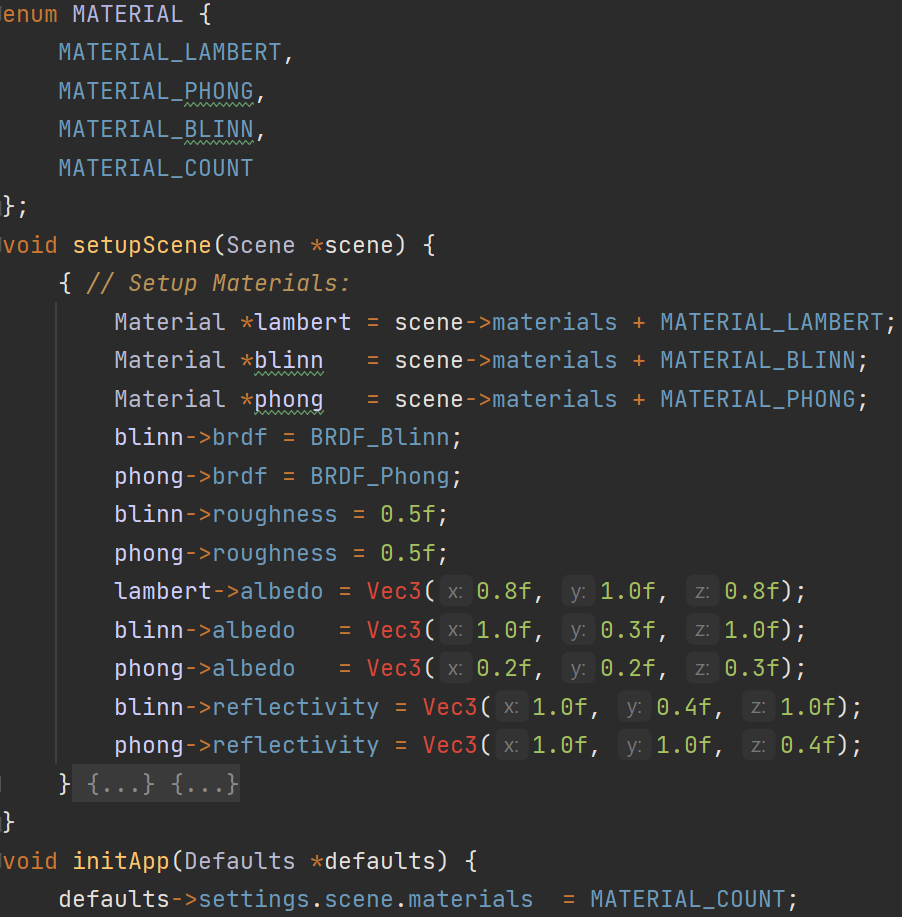 enum MATERIAL {
    MATERIAL_LAMBERT,
    MATERIAL_PHONG,
    MATERIAL_BLINN,
    MATERIAL_COUNT
};
void setupScene(Scene *scene) {
    { // Setup Materials:
        Material *lambert = scene->materials + MATERIAL_LAMBERT;
        Material *blinn   = scene->materials + MATERIAL_BLINN;
        Material *phong   = scene->materials + MATERIAL_PHONG;
        blinn->brdf = BRDF_Blinn;
        phong->brdf = BRDF_Phong;
        blinn->roughness = 0.5f;
        phong->roughness = 0.5f;
        lambert->albedo = Vec3( x: 0.8f,  y: 1.0f,  z: 0.8f);
        blinn->albedo   = Vec3( x: 1.0f,  y: 0.3f,  z: 1.0f);
        phong->albedo   = Vec3( x: 0.2f,  y: 0.2f,  z: 0.3f);
        blinn->reflectivity = Vec3( x: 1.0f,  y: 0.4f,  z: 1.0f);
        phong->reflectivity = Vec3( x: 1.0f,  y: 1.0f,  z: 0.4f);
    } {...} {...}
}
void initApp(Defaults *defaults) {
    defaults->settings.scene.materials  = MATERIAL_COUNT;